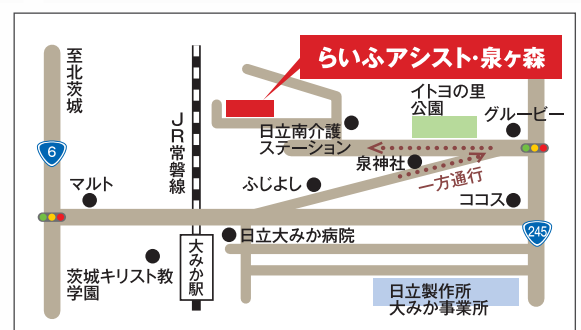 らいふアシスト・泉ヶ森
至北茨城
JR常磐線
イトヨの里
公園
グルービー
日立南介護
ステーション
6
泉神社
一方通行
マルト
ふじよし
ココス
245
日立大みか病院
大みか駅
茨城キリスト教
学園
日立製作所
大みか事業所